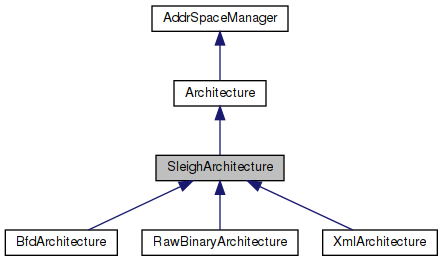 AddrSpaceManager
Architecture
SleighArchitecture
BfdArchitecture
RawBinaryArchitecture
XmlArchitecture